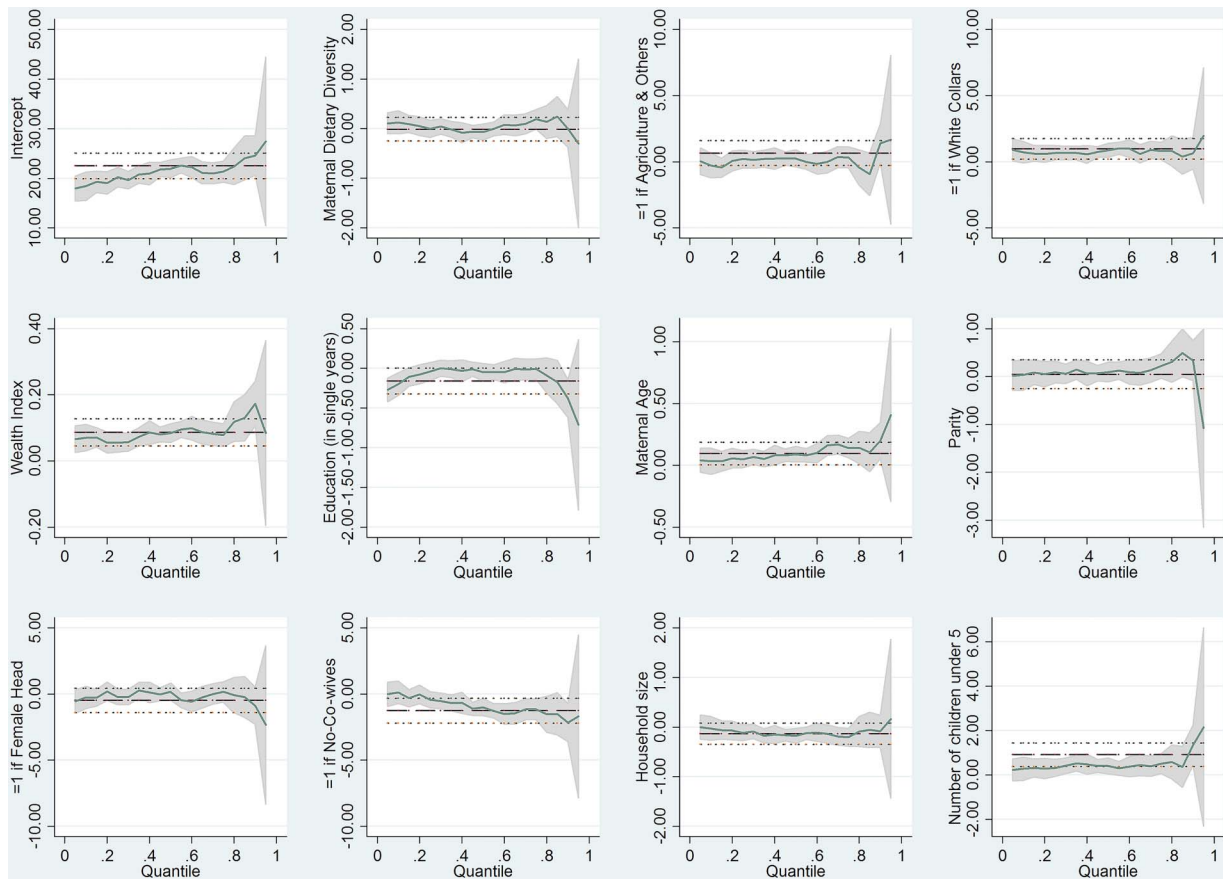 Intercept
50.00
40.00
30.00
20.00
10.00
0 .2 .4 .6 .8 1
Quantile
Maternal Dietary Diversity
2.00
1.00
0.00
-1.00
-2.00
0 .2 .4 .6 .8 1
Quantile
=1 if Agriculture & Others
10.00
5.00
0.00
-5.00
0 .2 .4 .6 .8 1
Quantile
=1 if White Collars
10.00
5.00
0.00
-5.00
0 .2 .4 .6 .8 1
Quantile
Wealth Index
0.40
0.20
0.00
-0.20
0 .2 .4 .6 .8 1
Quantile
Education (in single years)
0.50
0.00
-0.50
-1.00
-1.50
-2.00
0 .2 .4 .6 .8 1
Quantile
Maternal Age
1.00
0.50
0.00
-0.50
0 .2 .4 .6 .8 1
Quantile
Parity
1.00
0.00
-1.00
-2.00
-3.00
0 .2 .4 .6 .8 1
Quantile
=1 if Female Head
5.00
0.00
-5.00
-10.00
0 .2 .4 .6 .8 1
Quantile
=1 if No-Co-wives
5.00
0.00
-5.00
-10.00
0 .2 .4 .6 .8 1
Quantile
Household size
2.00
1.00
0.00
-1.00
-2.00
0 .2 .4 .6 .8 1
Quantile
Number of children under 5
6.00
4.00
2.00
0.00
-2.00
0 .2 .4 .6 .8 1
Quantile